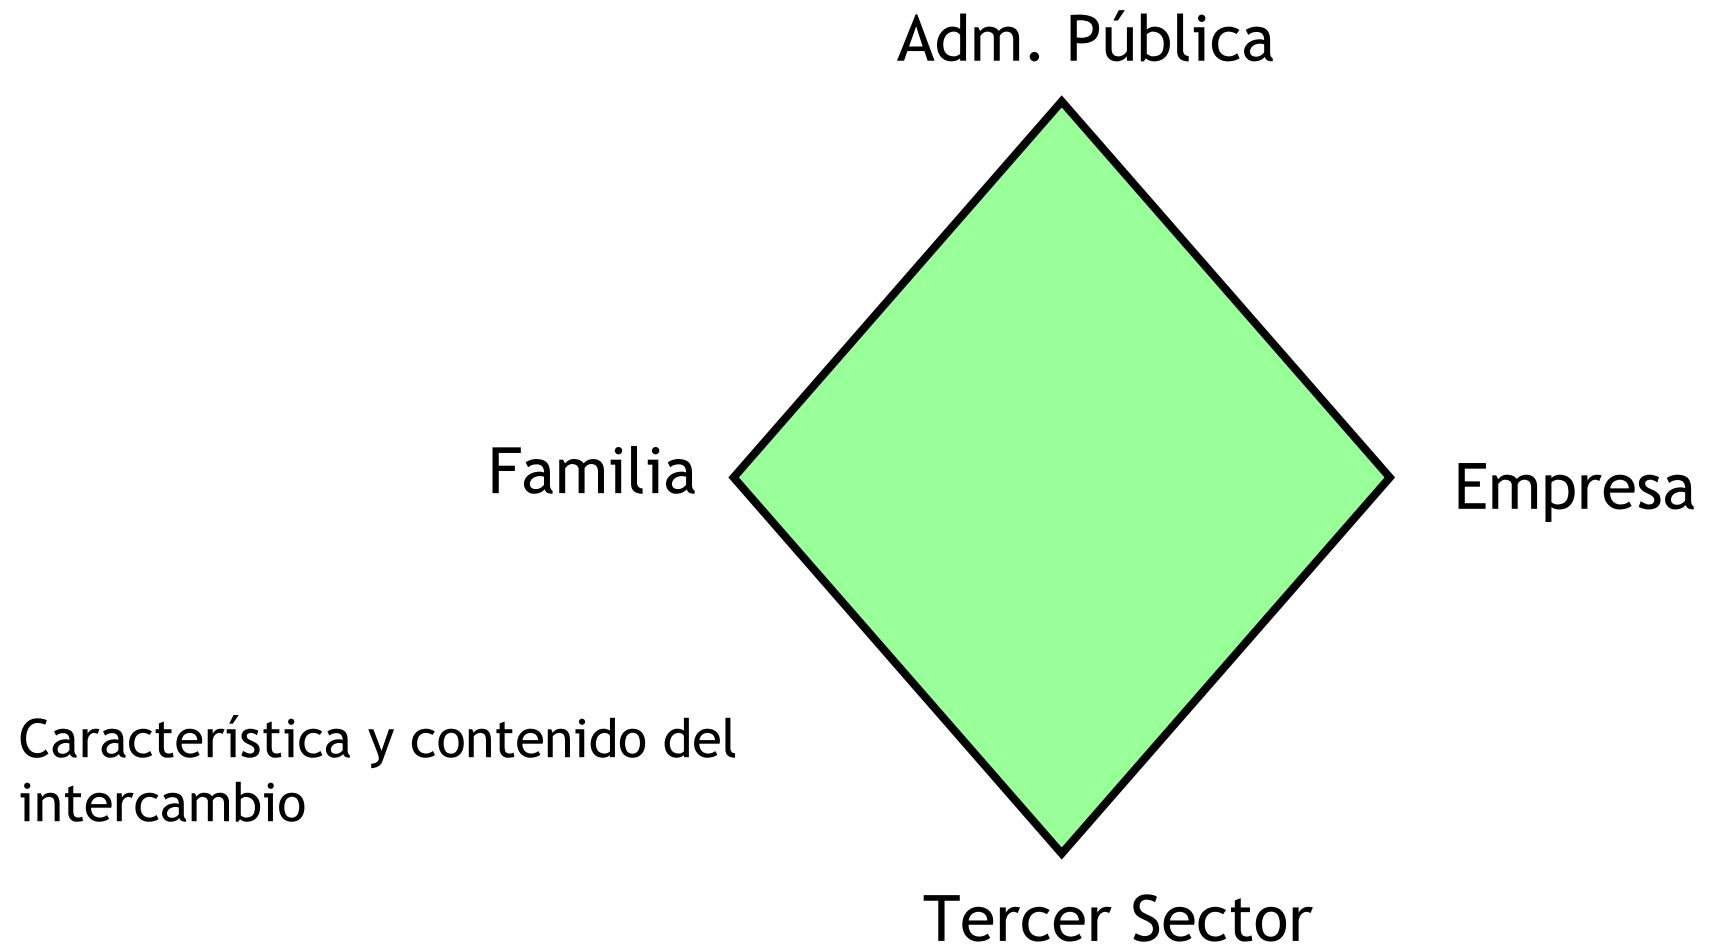 Adm. Pública
Familia
Empresa
Característica y contenido del
intercambio
Tercer Sector